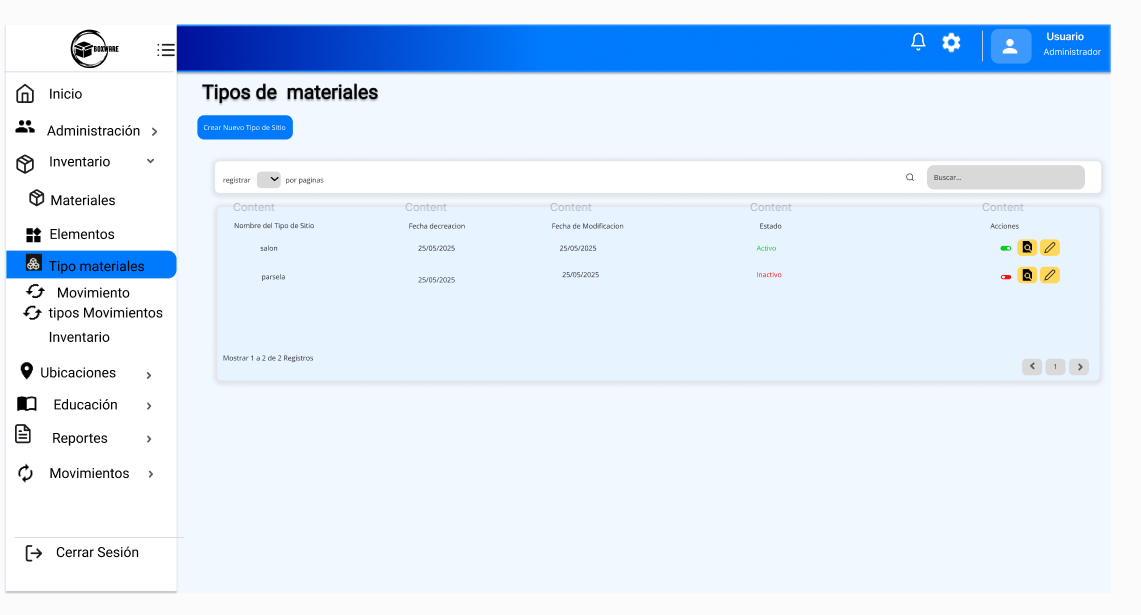 BOXWARE
Usuario
Administrador
Inicio
Administración
Inventario
Materiales
Elementos
Tipo materiales
Movimiento
tipos Movimientos
Inventario
Ubicaciones
Educación
Reportes
Movimientos
Cerrar Sesión
Tipos de materiales
Crear Nuevo Tipo de Sitio
registrar por paginas
Buscar...
Content Content Content Content Content
Nombre del Tipo de Sitio Fecha decreacion Fecha de Modificacion Estado Acciones
salon 25/05/2025 25/05/2025 Activo
parsela 25/05/2025 25/05/2025 Inactivo
Mostrar 1 a 2 de 2 Registros
1